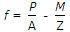 f = P/A - M/Z